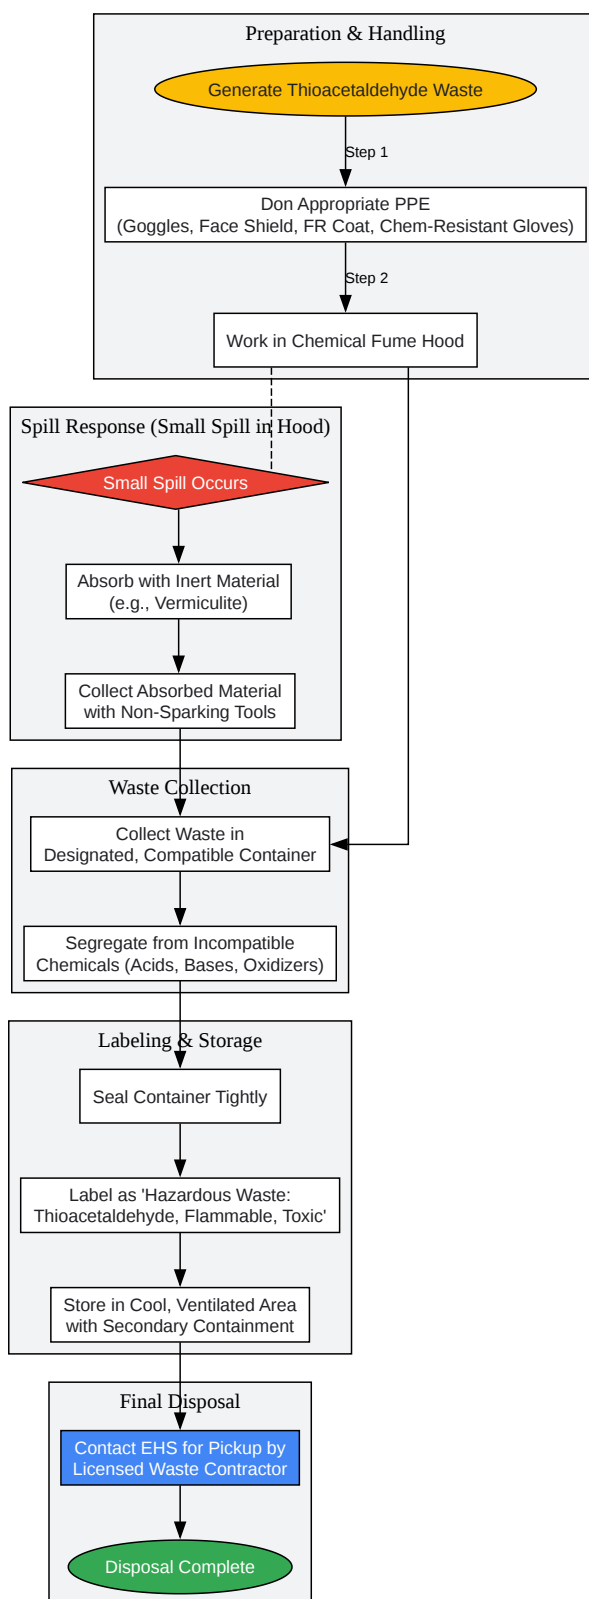 Preparation & Handling
Generate Thioacetaldehyde Waste
Step 1
Don Appropriate PPE
(Goggles, Face Shield, FR Coat, Chem-Resistant Gloves)
Step 2
Work in Chemical Fume Hood
Spill Response (Small Spill in Hood)
Small Spill Occurs
Absorb with Inert Material
(e.g., Vermiculite)
Collect Absorbed Material
with Non-Sparking Tools
Waste Collection
Collect Waste in
Designated, Compatible Container
Segregate from Incompatible
Chemicals (Acids, Bases, Oxidizers)
Labeling & Storage
Seal Container Tightly
Label as 'Hazardous Waste:
Thioacetaldehyde, Flammable, Toxic'
Store in Cool, Ventilated Area
with Secondary Containment
Final Disposal
Contact EHS for Pickup by
Licensed Waste Contractor
Disposal Complete